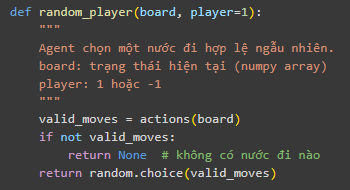 def random_player(board, player=1):
    """
    Agent chọn một nước đi hợp lệ ngẫu nhiên.
    board: trạng thái hiện tại (numpy array)
    player: 1 hoặc -1
    """
    valid_moves = actions(board)
    if not valid_moves:
        return None  # không có nước đi nào
    return random.choice(valid_moves)